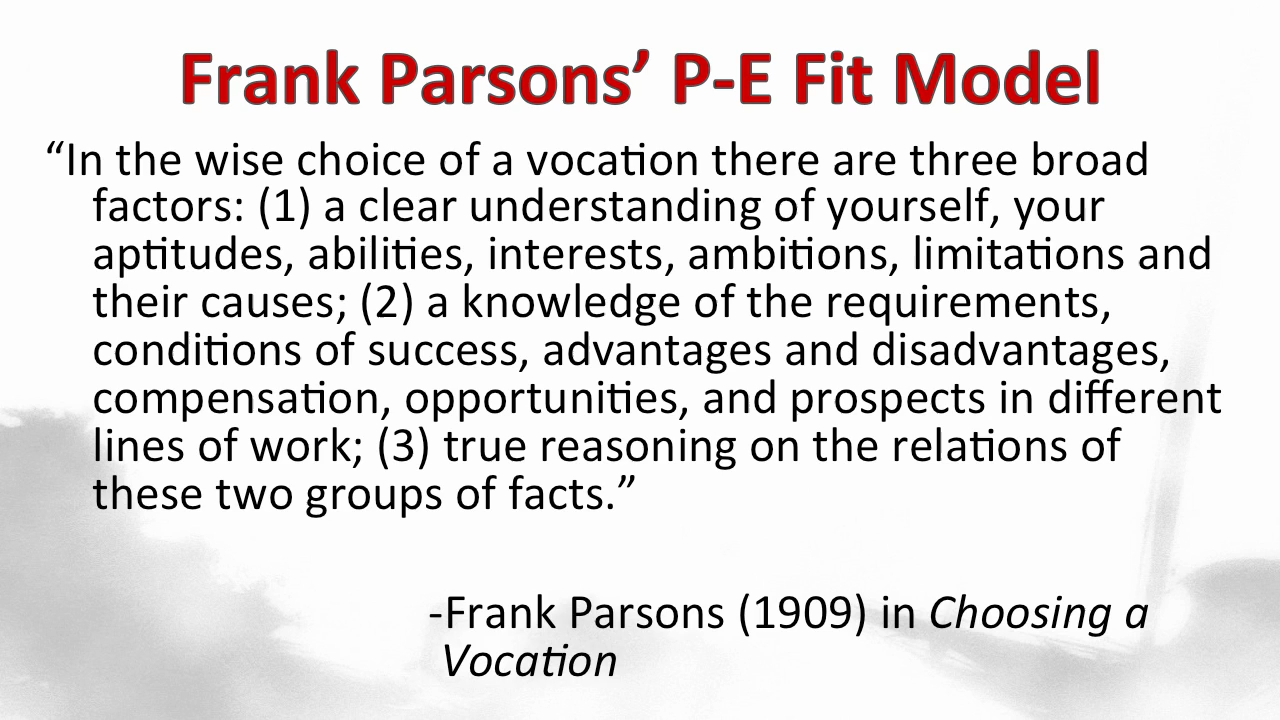 Frank Parsons’ P-E Fit Model
“In the wise choice of a vocation there are three broad
factors: (1) a clear understanding of yourself, your
aptitudes, abilities, interests, ambitions, limitations and
their causes; (2) a knowledge of the requirements,
conditions of success, advantages and disadvantages,
compensation, opportunities, and prospects in different
lines of work; (3) true reasoning on the relations of
these two groups of facts.”
-Frank Parsons (1909) in Choosing a
Vocation